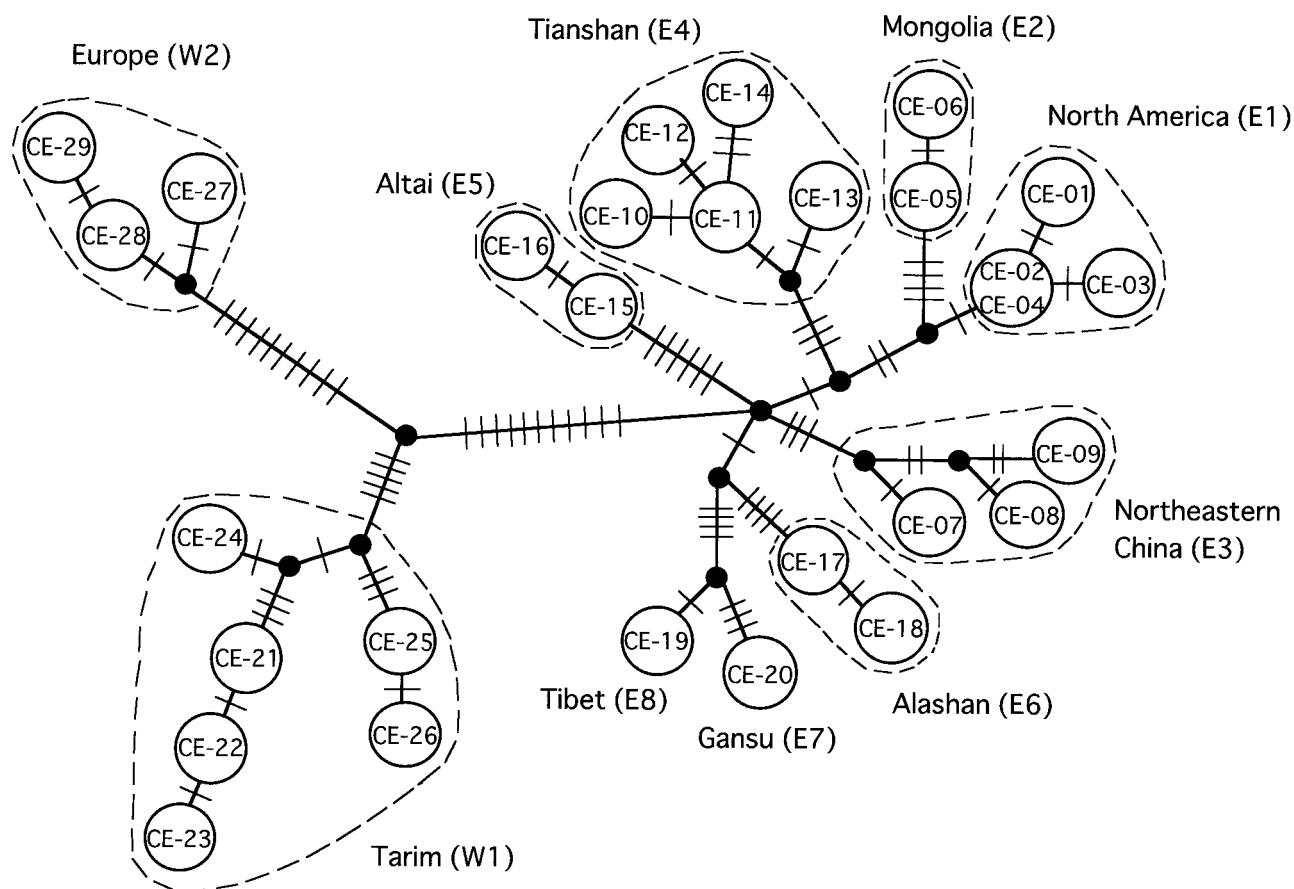 Tianshan (E4)
Mongolia (E2)
Europe (W2)
North America (E1)
Altai (E5)
CE-14
CE-06
CE-12
CE-29
CE-27
CE-13
CE-05
CE-01
CE-10
CE-11
CE-28
CE-16
CE-02
CE-04
CE-03
CE-15
CE-09
CE-07
CE-08
Northeastern
China (E3)
CE-24
CE-17
CE-18
CE-19
CE-20
CE-25
CE-21
Tibet (E8)
Alashan (E6)
Gansu (E7)
CE-26
CE-22
CE-23
Tarim (W1)